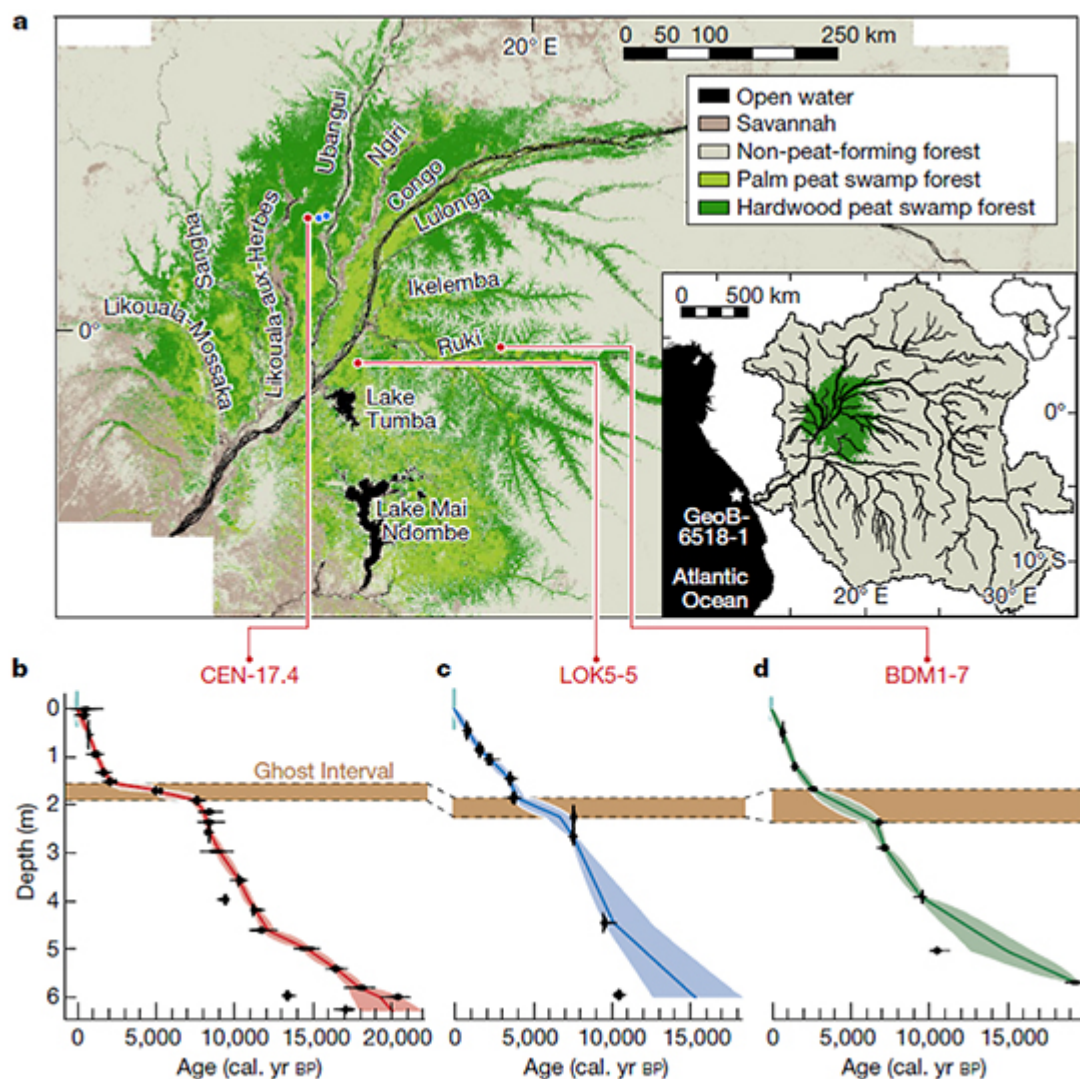 a
20° E
0 50 100 250 km
Open water
Savannah
Non-peat-forming forest
Palm peat swamp forest
Hardwood peat swamp forest
Ubangui
Ngiri
Congo
Lulonga
Sangha
Likouala-aux-Herbes
Likouala-Mossaka
Ikelemba
Ruki
0°
Lake
Tumba
Lake Mai
Ndombe
0 500 km
0°
GeoB-
6518-1
Atlantic
Ocean
10° S
20° E
30° E
b
CEN-17.4
c
LOK5-5
d
BDM1-7
Ghost Interval
Depth (m)
0
1
2
3
4
5
6
0 5,000 10,000 15,000 20,000
Age (cal. yr BP)
0 5,000 10,000 15,000
Age (cal. yr BP)
0 5,000 10,000 15,000
Age (cal. yr BP)